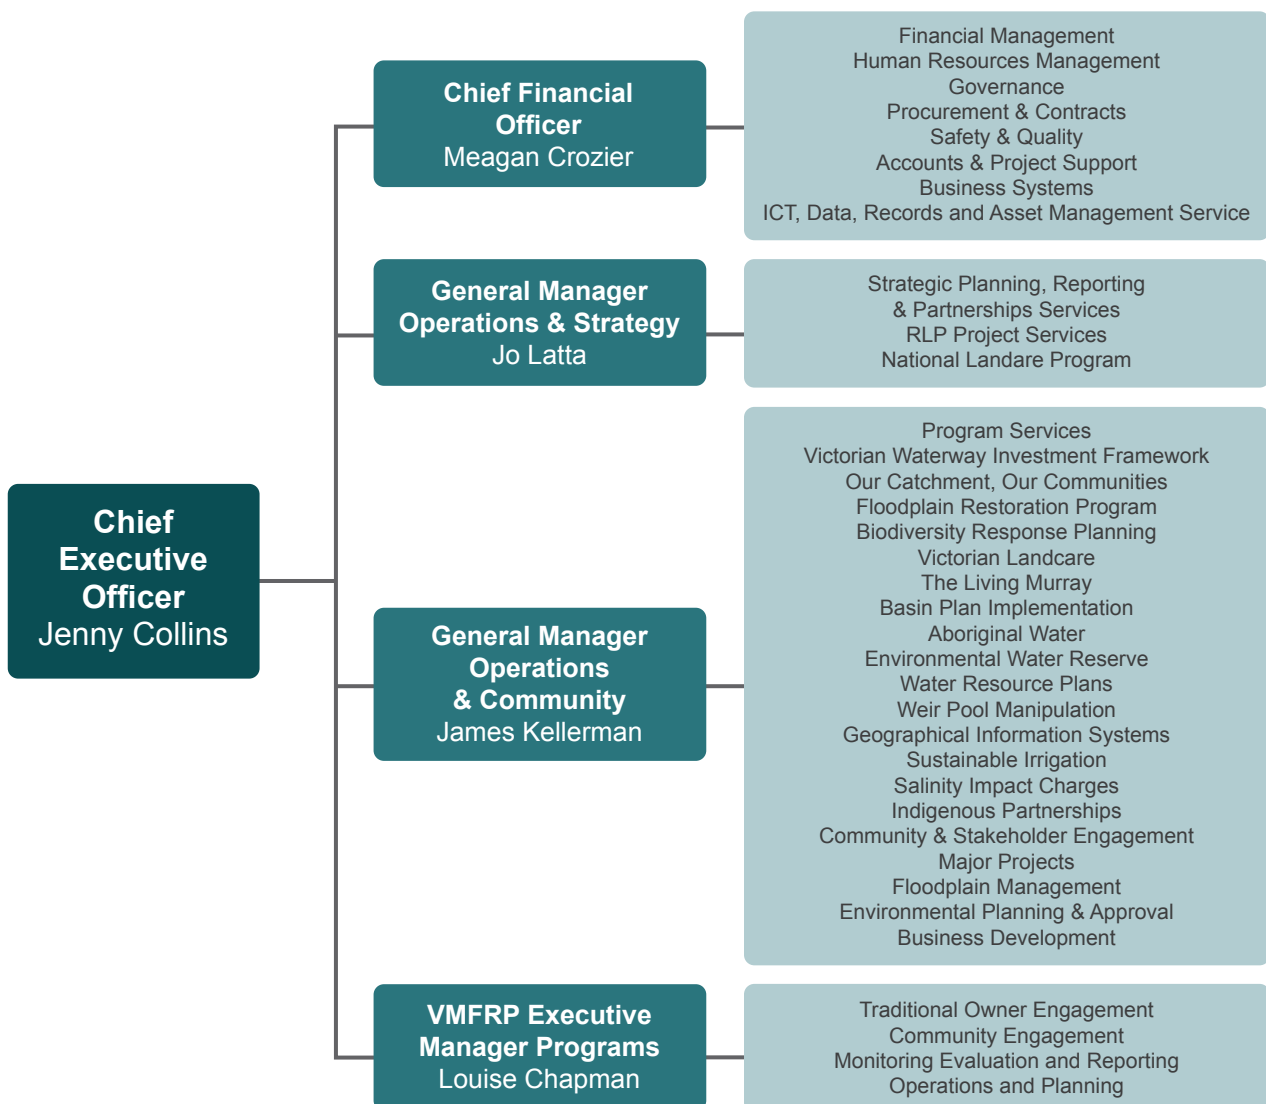 Chief
Executive
Officer
Jenny Collins
Chief Financial
Officer
Meagan Crozier
Financial Management
Human Resources Management
Governance
Procurement & Contracts
Safety & Quality
Accounts & Project Support
Business Systems
ICT, Data, Records and Asset Management Service
General Manager
Operations & Strategy
Jo Latta
Strategic Planning, Reporting
& Partnerships Services
RLP Project Services
National Landare Program
General Manager
Operations
& Community
James Kellerman
Program Services
Victorian Waterway Investment Framework
Our Catchment, Our Communities
Floodplain Restoration Program
Biodiversity Response Planning
Victorian Landcare
The Living Murray
Basin Plan Implementation
Aboriginal Water
Environmental Water Reserve
Water Resource Plans
Weir Pool Manipulation
Geographical Information Systems
Sustainable Irrigation
Salinity Impact Charges
Indigenous Partnerships
Community & Stakeholder Engagement
Major Projects
Floodplain Management
Environmental Planning & Approval
Business Development
VMFRP Executive
Manager Programs
Louise Chapman
Traditional Owner Engagement
Community Engagement
Monitoring Evaluation and Reporting
Operations and Planning